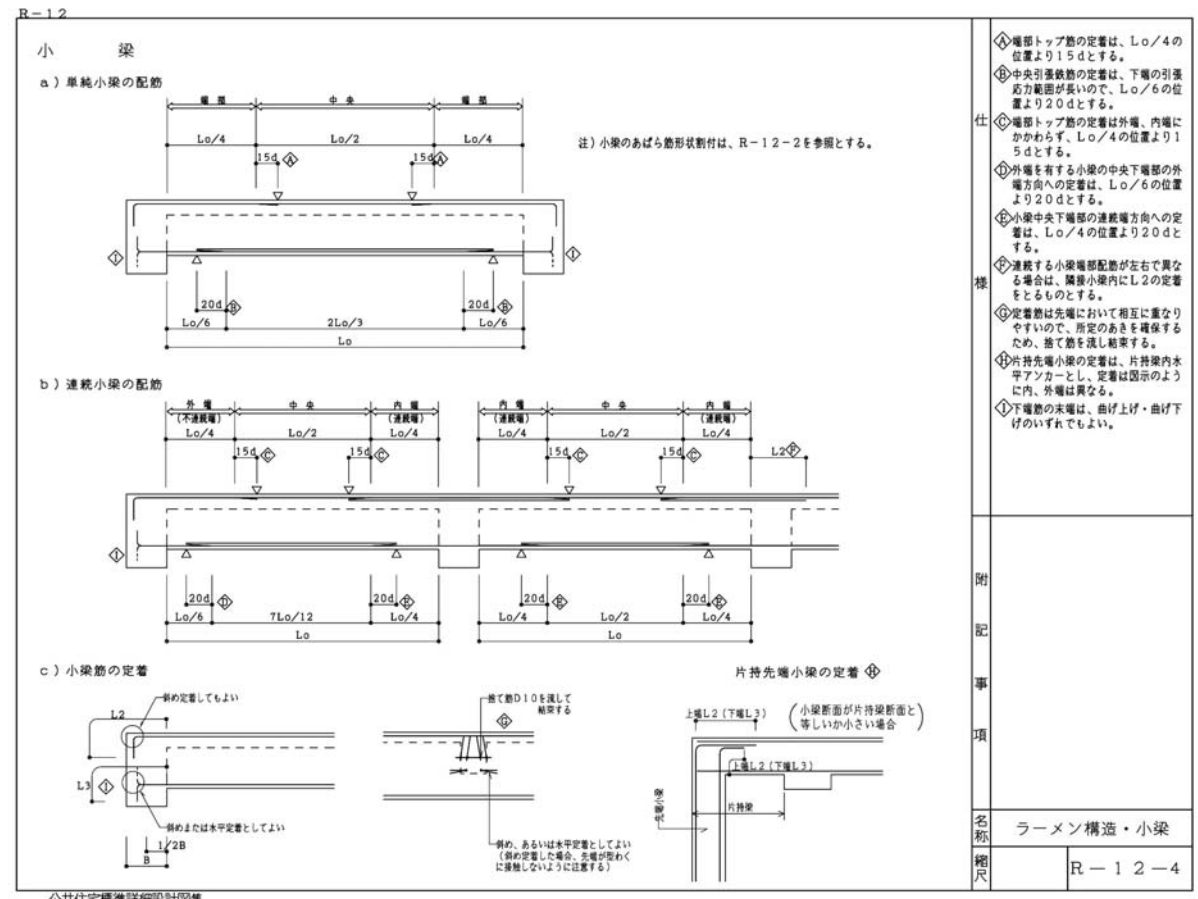 R－12
小　　梁
a）単純小梁の配筋
端 部　中 央　端 部
Lo/4　Lo/2　Lo/4
15d Ⓐ　15d Ⓐ
注）小梁のあばら筋形状割付は、R－12－2を参照とする。
Ⓘ　Ⓘ
20d Ⓑ　20d Ⓑ
Lo/6　2Lo/3　Lo/6
Lo
b）連続小梁の配筋
外 端　中 央　内 端　内 端　中 央　内 端
（不連続端）　（連続端）　（連続端）　（連続端）
Lo/4　Lo/2　Lo/4　Lo/4　Lo/2　Lo/4
15d Ⓒ　15d Ⓒ　15d Ⓒ　15d Ⓒ　L2 Ⓕ
Ⓘ
20d Ⓓ　20d Ⓔ　20d Ⓔ　20d Ⓔ
Lo/6　7Lo/12　Lo/4　Lo/4　Lo/2　Lo/4
Lo　Lo
c）小梁筋の定着
斜め定着してもよい
L2
L3 Ⓘ
斜めまたは水平定着としてよい
1/2B
B
捨て筋D10を流して
結束する
Ⓖ
斜め、あるいは水平定着としてよい
（斜め定着した場合、先端が型わく
に接触しないように注意する）
片持先端小梁の定着 Ⓗ
上端L2（下端L3）
（小梁断面が片持梁断面と
等しいか小さい場合）
上端L2（下端L3）
片持梁
先端小梁
仕様
Ⓐ端部トップ筋の定着は、Lo/4の
位置より15dとする。
Ⓑ中央引張鉄筋の定着は、下端の引張
応力範囲が長いので、Lo/6の位
置より20dとする。
Ⓒ端部トップ筋の定着は外端、内端に
かかわらず、Lo/4の位置より1
5dとする。
Ⓓ外端を有する小梁の中央下端部の外
端方向への定着は、Lo/6の位置
より20dとする。
Ⓔ小梁中央下端部の連続端方向への定
着は、Lo/4の位置より20dと
する。
Ⓕ連続する小梁端部配筋が左右で異な
る場合は、隣接小梁内にL2の定着
をとるものとする。
Ⓖ定着筋は先端において相互に重なり
やすいので、所定のあきを確保する
ため、捨て筋を流し結束する。
Ⓗ片持先端小梁の定着は、片持梁内水
平アンカーとし、定着は図示のよう
に内、外端は異なる。
Ⓘ下端筋の末端は、曲げ上げ・曲げ下
げのいずれでもよい。
附記事項
名称　ラーメン構造・小梁
縮尺　R－12－4